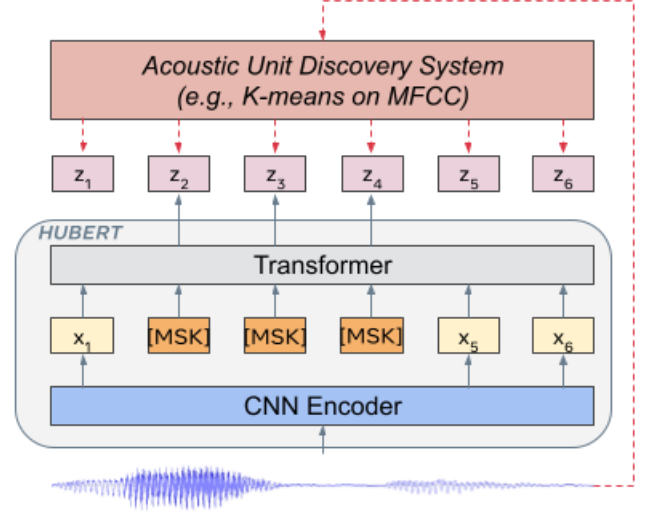 Acoustic Unit Discovery System
(e.g., K-means on MFCC)
z1 z2 z3 z4 z5 z6
HUBERT
Transformer
x1 [MSK] [MSK] [MSK] x5 x6
CNN Encoder